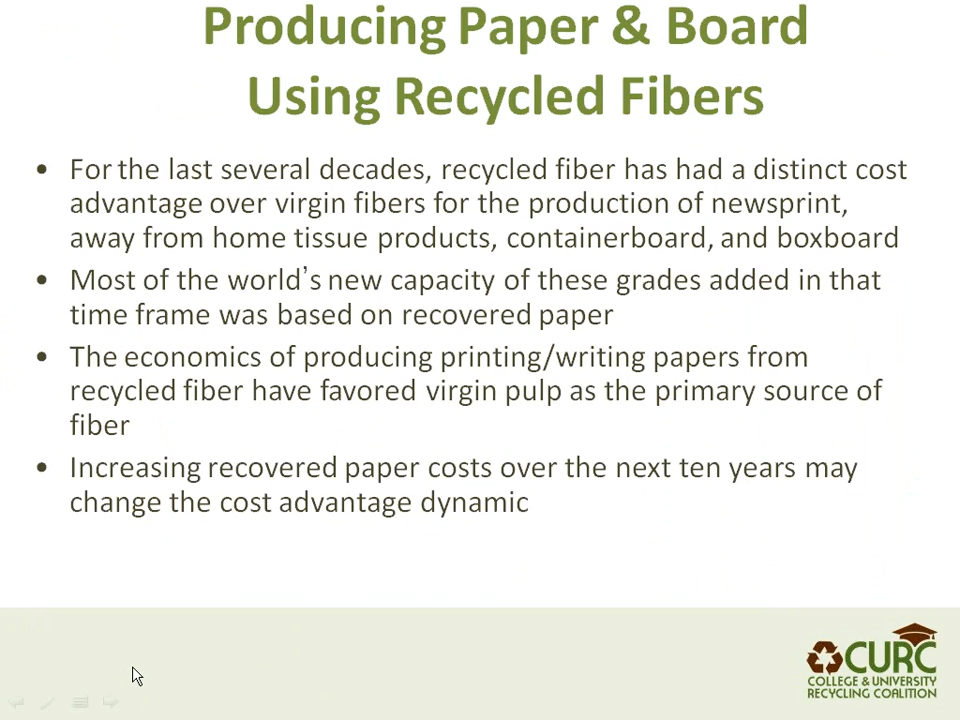 Producing Paper & Board
Using Recycled Fibers
• For the last several decades, recycled fiber has had a distinct cost
advantage over virgin fibers for the production of newsprint,
away from home tissue products, containerboard, and boxboard
• Most of the world's new capacity of these grades added in that
time frame was based on recovered paper
• The economics of producing printing/writing papers from
recycled fiber have favored virgin pulp as the primary source of
fiber
• Increasing recovered paper costs over the next ten years may
change the cost advantage dynamic
CURC
COLLEGE & UNIVERSITY
RECYCLING COALITION